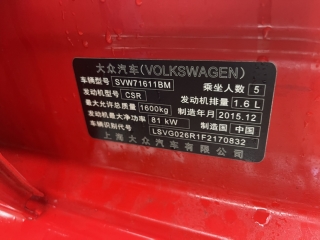 大众汽车(VOLKSWAGEN)
车辆型号 SVW71611BM 乘坐人数 5
发动机型号 CSR 发动机排量 1.6 L
最大允许总质量 1600kg 制造年月 2015.12
发动机最大净功率 81 kW 制造国 中国
车辆识别代号 LSVG026R1F2170832
上海大众汽车有限公司